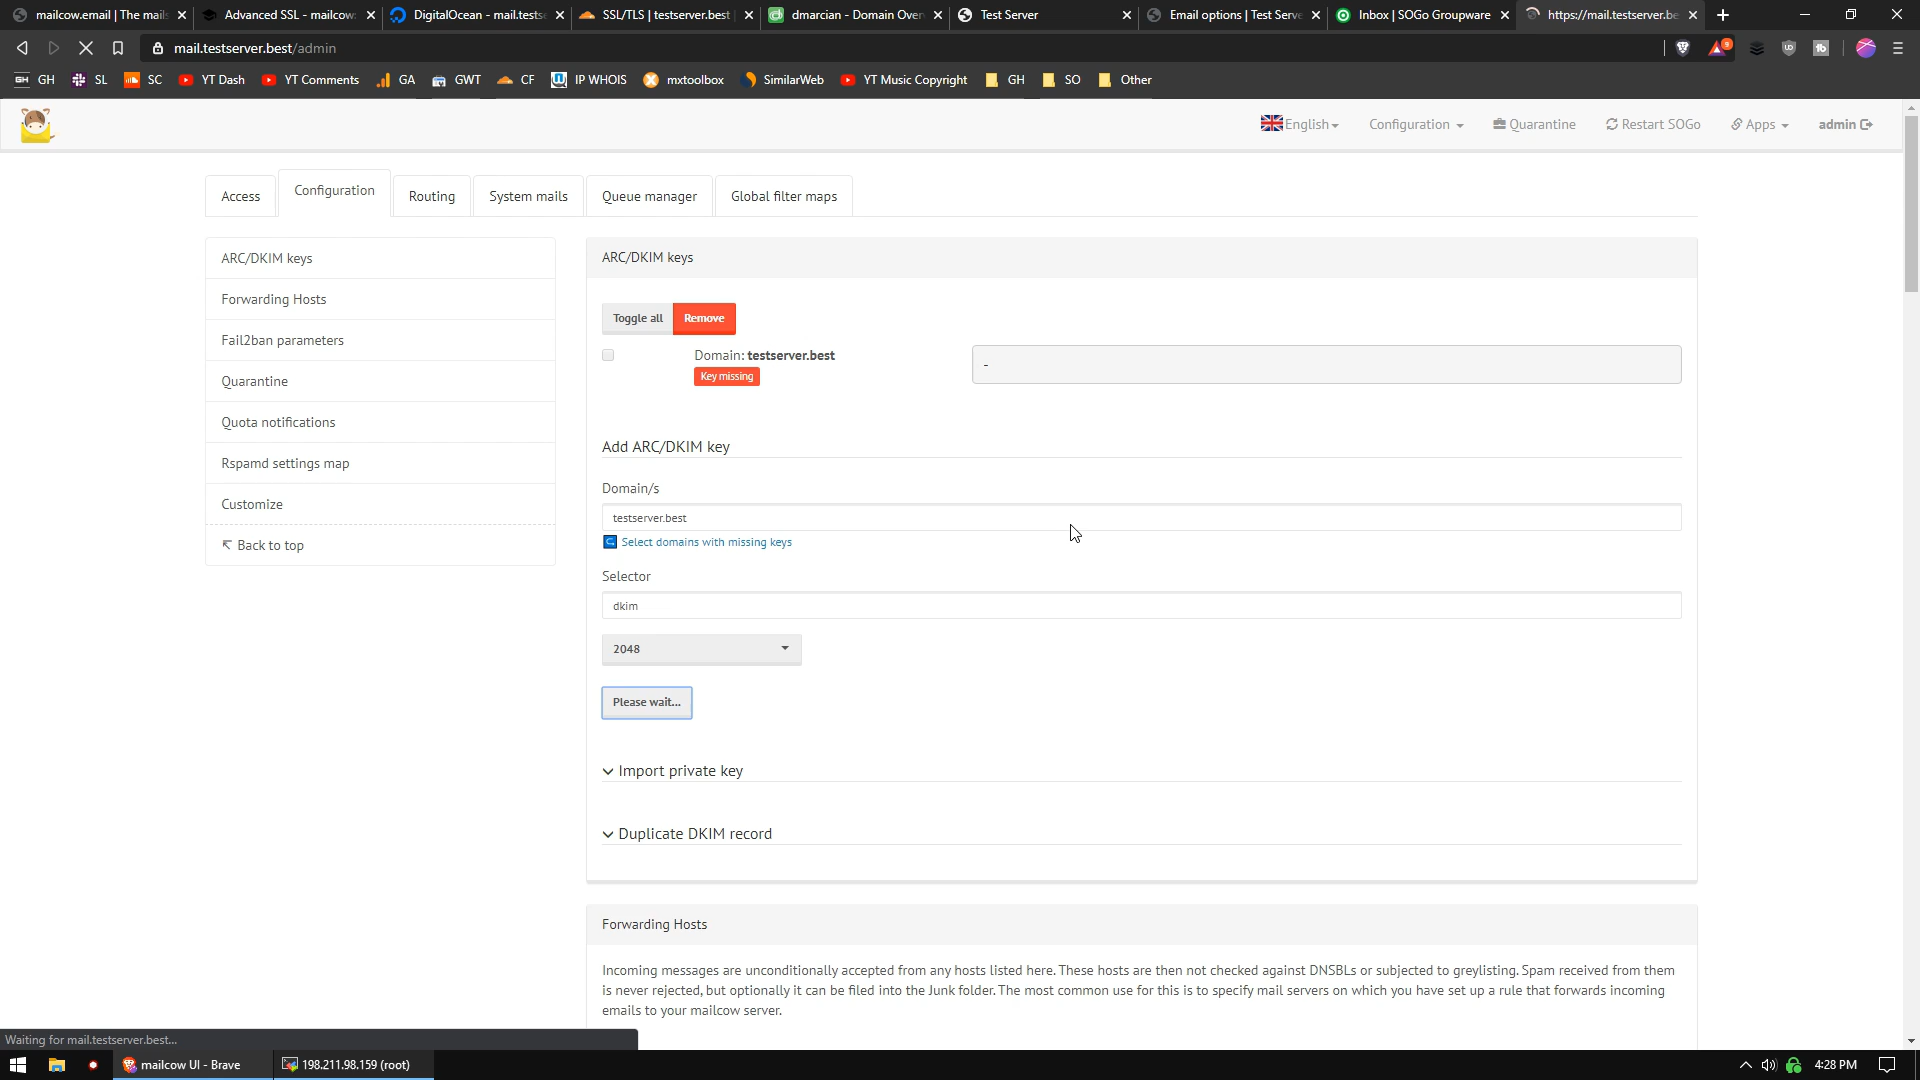 mailcow.email | The mails
Advanced SSL - mailcow:
DigitalOcean - mail.tests
SSL/TLS | testserver.best
dmarcian - Domain Over
Test Server
Email options | Test Serve
Inbox | SOGo Groupware
https://mail.testserver.be
mail.testserver.best/admin
9
GH
SL
SC
YT Dash
YT Comments
GA
GWT
CF
IP WHOIS
mxtoolbox
SimilarWeb
YT Music Copyright
GH
SO
Other
English
Configuration
Quarantine
Restart SOGo
Apps
admin
Access
Configuration
Routing
System mails
Queue manager
Global filter maps
ARC/DKIM keys
Forwarding Hosts
Fail2ban parameters
Quarantine
Quota notifications
Rspamd settings map
Customize
Back to top
ARC/DKIM keys
Toggle all
Remove
Domain: testserver.best
Key missing
-
Add ARC/DKIM key
Domain/s
testserver.best
Select domains with missing keys
Selector
dkim
2048
Please wait...
Import private key
Duplicate DKIM record
Forwarding Hosts
Incoming messages are unconditionally accepted from any hosts listed here. These hosts are then not checked against DNSBLs or subjected to greylisting. Spam received from them
is never rejected, but optionally it can be filed into the Junk folder. The most common use for this is to specify mail servers on which you have set up a rule that forwards incoming
emails to your mailcow server.
Waiting for mail.testserver.best...
mailcow UI - Brave
198.211.98.159 (root)
4:28 PM